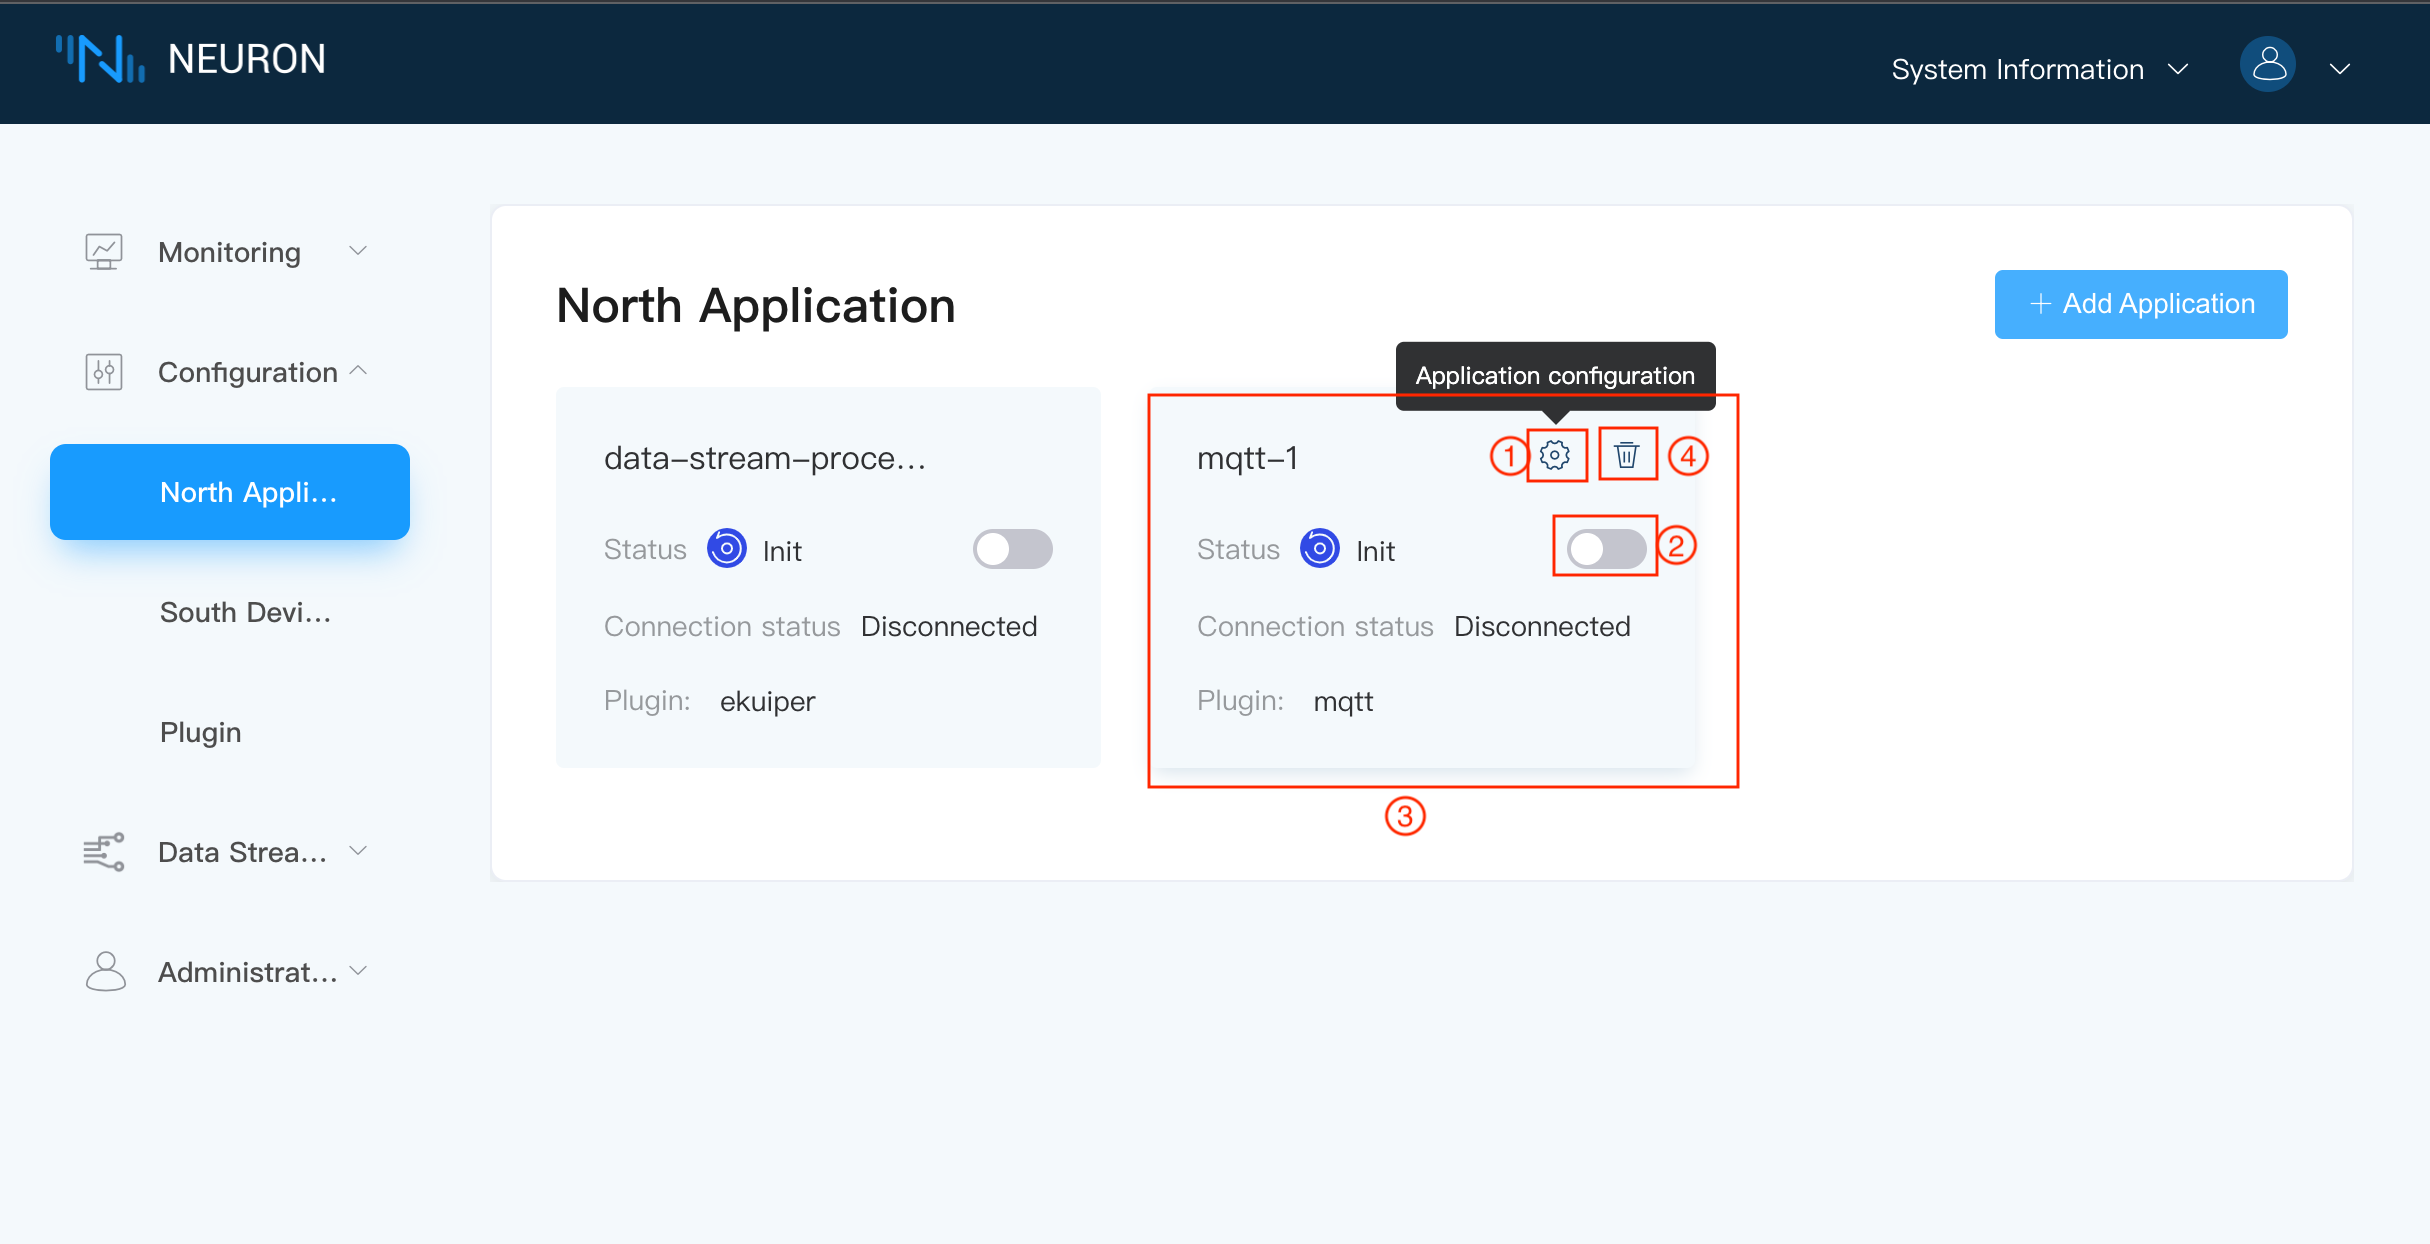 NEURON
System Information
Monitoring
Configuration
North Appli...
South Devi...
Plugin
Data Strea...
Administrat...
North Application
+ Add Application
Application configuration
data-stream-proce...
Status Init
Connection status Disconnected
Plugin: ekuiper
mqtt-1
① ④
Status Init ②
Connection status Disconnected
Plugin: mqtt
③